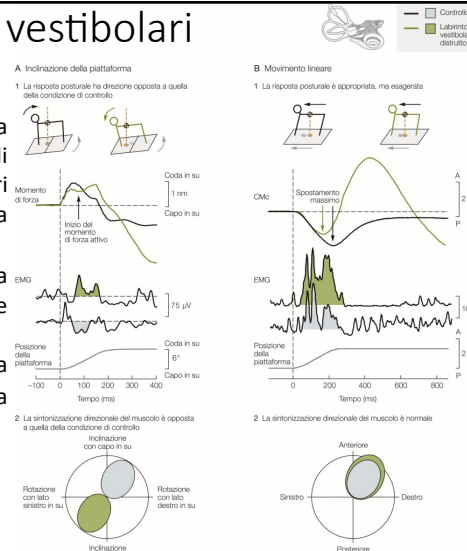 vestibolari
Controllo
Labirinto
vestibola
distrutto
a
di
ri
a
a
e
a
a
A Inclinazione della piattaforma
1 La risposta posturale ha direzione opposta a quella
della condizione di controllo
Momento
di forza
Coda in su
1 nm
Capo in su
Inizio del
momento
di forza attivo
EMG
75 µV
Posizione
della
piattaforma
Coda in su
6°
Capo in su
−100 0 100 200 300 400
Tempo (ms)
2 La sintonizzazione direzionale del muscolo è opposta
a quella della condizione di controllo
Inclinazione
con capo in su
Rotazione
con lato
sinistro in su
Rotazione
con lato
destro in su
Inclinazione
B Movimento lineare
1 La risposta posturale è appropriata, ma esagerata
CMc
Spostamento
massimo
A
2
P
EMG
10
Posizione
della
piattaforma
A
2
P
0 200 400 600 800
Tempo (ms)
2 La sintonizzazione direzionale del muscolo è normale
Anteriore
Sinistro
Destro
Posteriore